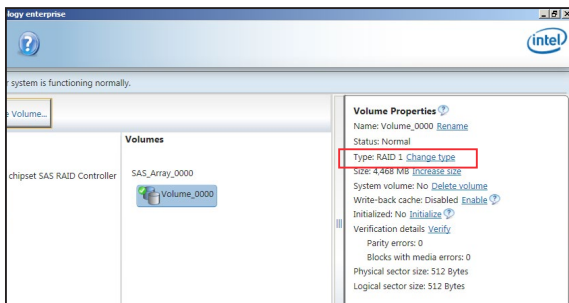 ology enterprise
?
intel
r system is functioning normally.
e Volume...
Volumes
chipset SAS RAID Controller
SAS_Array_0000
Volume_0000
Volume Properties ?
Name: Volume_0000 Rename
Status: Normal
Type: RAID 1 Change type
Size: 4,468 MB Increase size
System volume: No Delete volume
Write-back cache: Disabled Enable ?
Initialized: No Initialize ?
Verification details Verify
Parity errors: 0
Blocks with media errors: 0
Physical sector size: 512 Bytes
Logical sector size: 512 Bytes